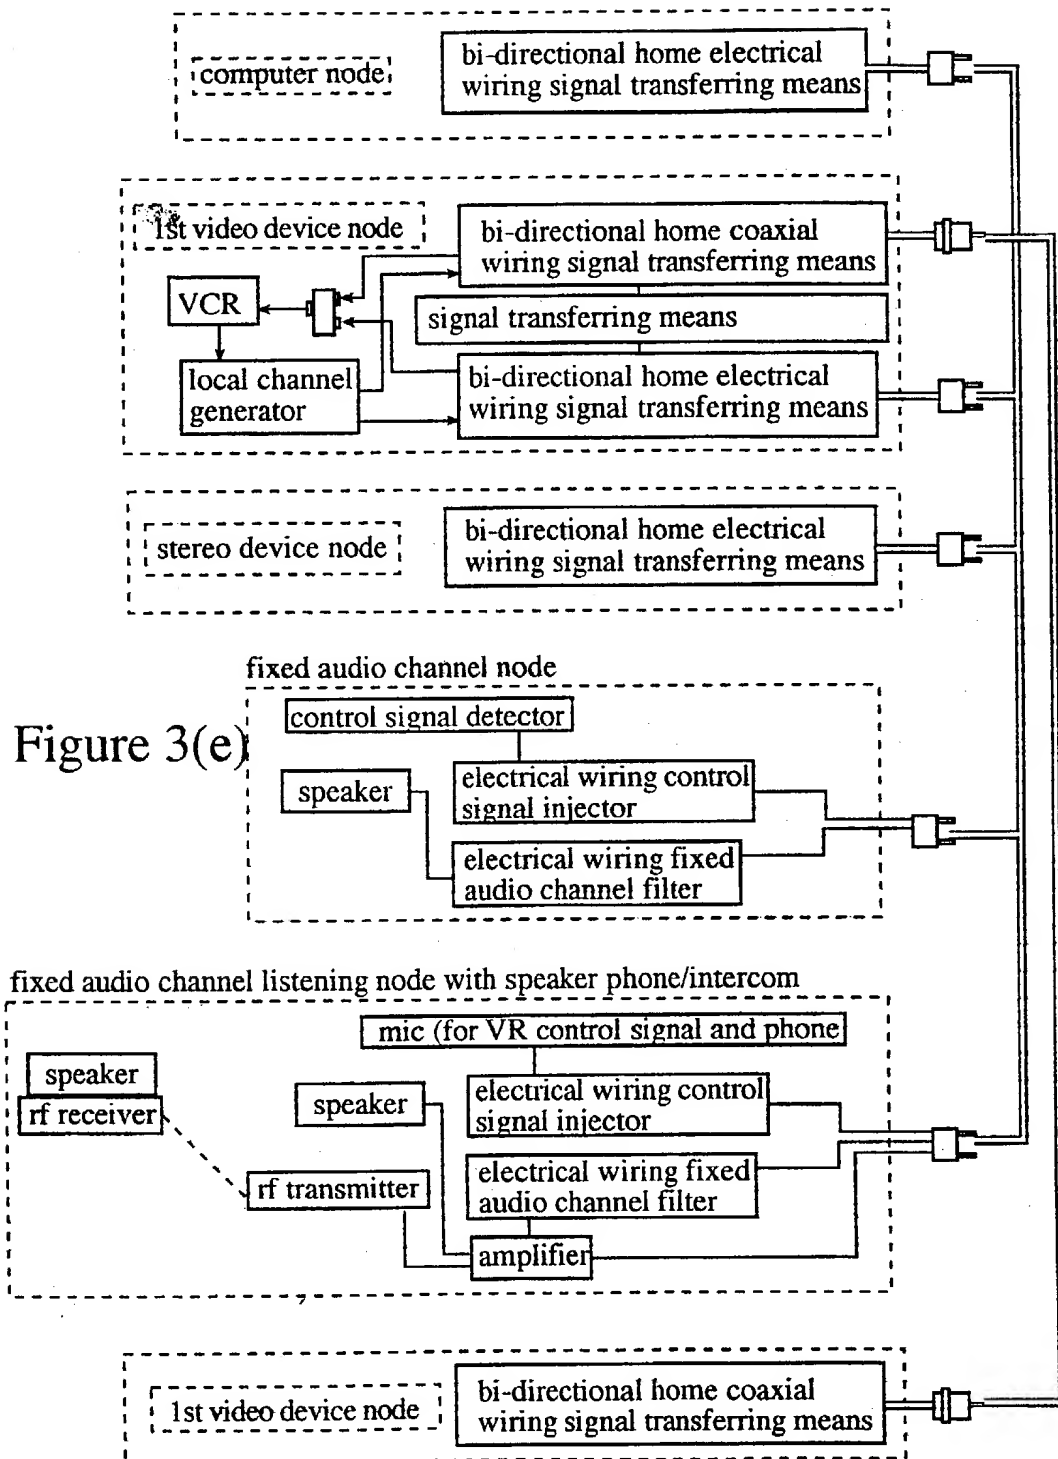 computer node
bi-directional home electrical
wiring signal transferring means
1st video device node
bi-directional home coaxial
wiring signal transferring means
VCR
signal transferring means
local channel
generator
bi-directional home electrical
wiring signal transferring means
stereo device node
bi-directional home electrical
wiring signal transferring means
fixed audio channel node
control signal detector
Figure 3(e)
speaker
electrical wiring control
signal injector
electrical wiring fixed
audio channel filter
fixed audio channel listening node with speaker phone/intercom
mic (for VR control signal and phone
speaker
rf receiver
speaker
electrical wiring control
signal injector
rf transmitter
electrical wiring fixed
audio channel filter
amplifier
1st video device node
bi-directional home coaxial
wiring signal transferring means